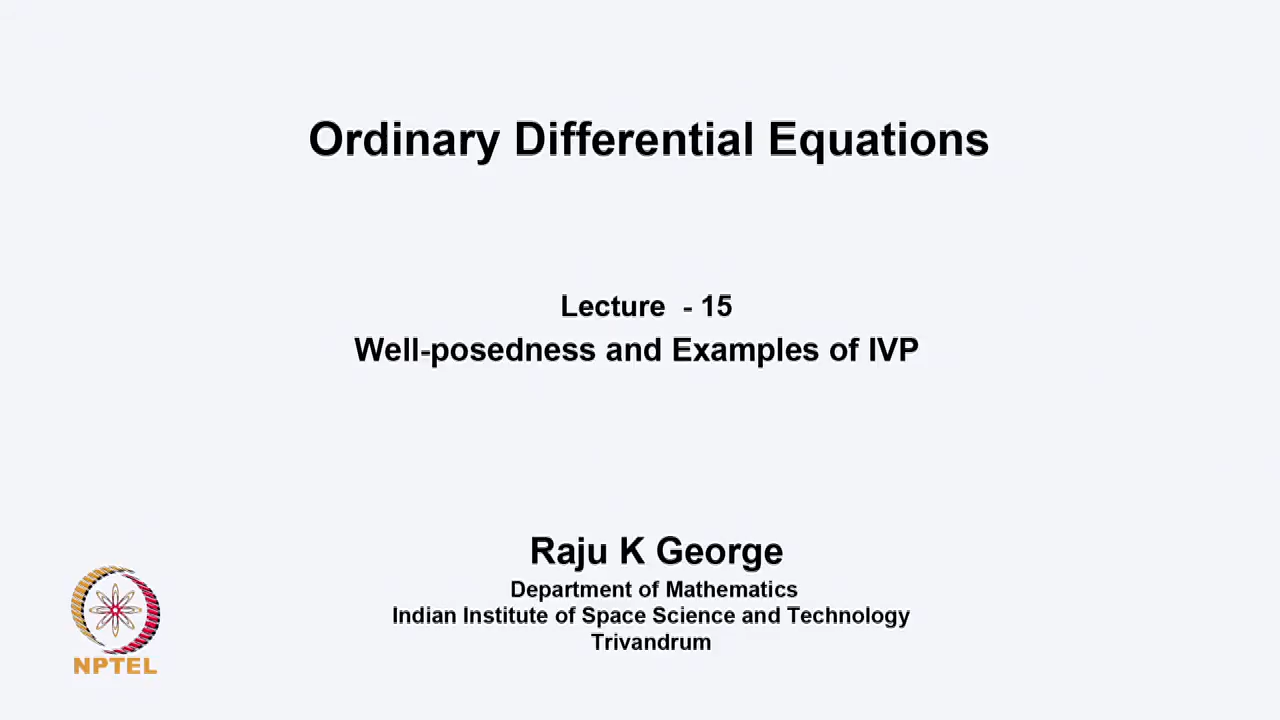 Ordinary Differential Equations
Lecture - 15
Well-posedness and Examples of IVP
Raju K George
Department of Mathematics
Indian Institute of Space Science and Technology
Trivandrum
NPTEL